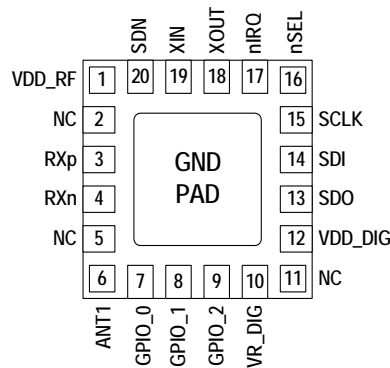 SDN XIN XOUT nIRQ nSEL
20 19 18 17 16
VDD_RF 1
NC 2
RXp 3
RXn 4
NC 5
6
GND
PAD
15 SCLK
14 SDI
13 SDO
12 VDD_DIG
11 NC
7 8 9 10
ANT1 GPIO_0 GPIO_1 GPIO_2 VR_DIG